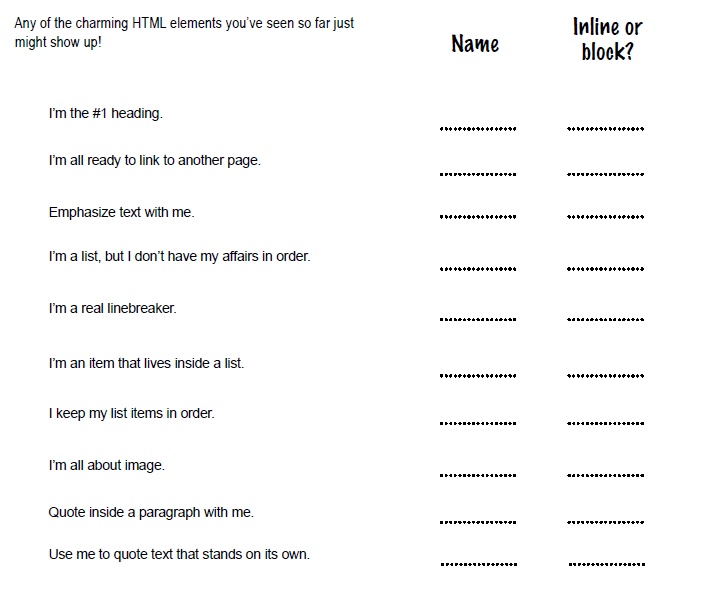 Any of the charming HTML elements you've seen so far just
might show up!
Name
Inline or
block?
I'm the #1 heading.
I'm all ready to link to another page.
Emphasize text with me.
I'm a list, but I don't have my affairs in order.
I'm a real linebreaker.
I'm an item that lives inside a list.
I keep my list items in order.
I'm all about image.
Quote inside a paragraph with me.
Use me to quote text that stands on its own.